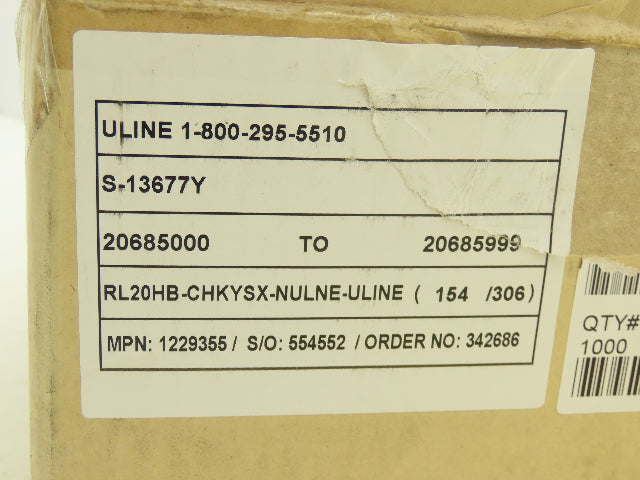 ULINE 1-800-295-5510
S-13677Y
20685000 TO 20685999
RL20HB-CHKYSX-NULNE-ULINE ( 154 /306)
MPN: 1229355 / S/O: 554552 / ORDER NO: 342686
QTY#
1000